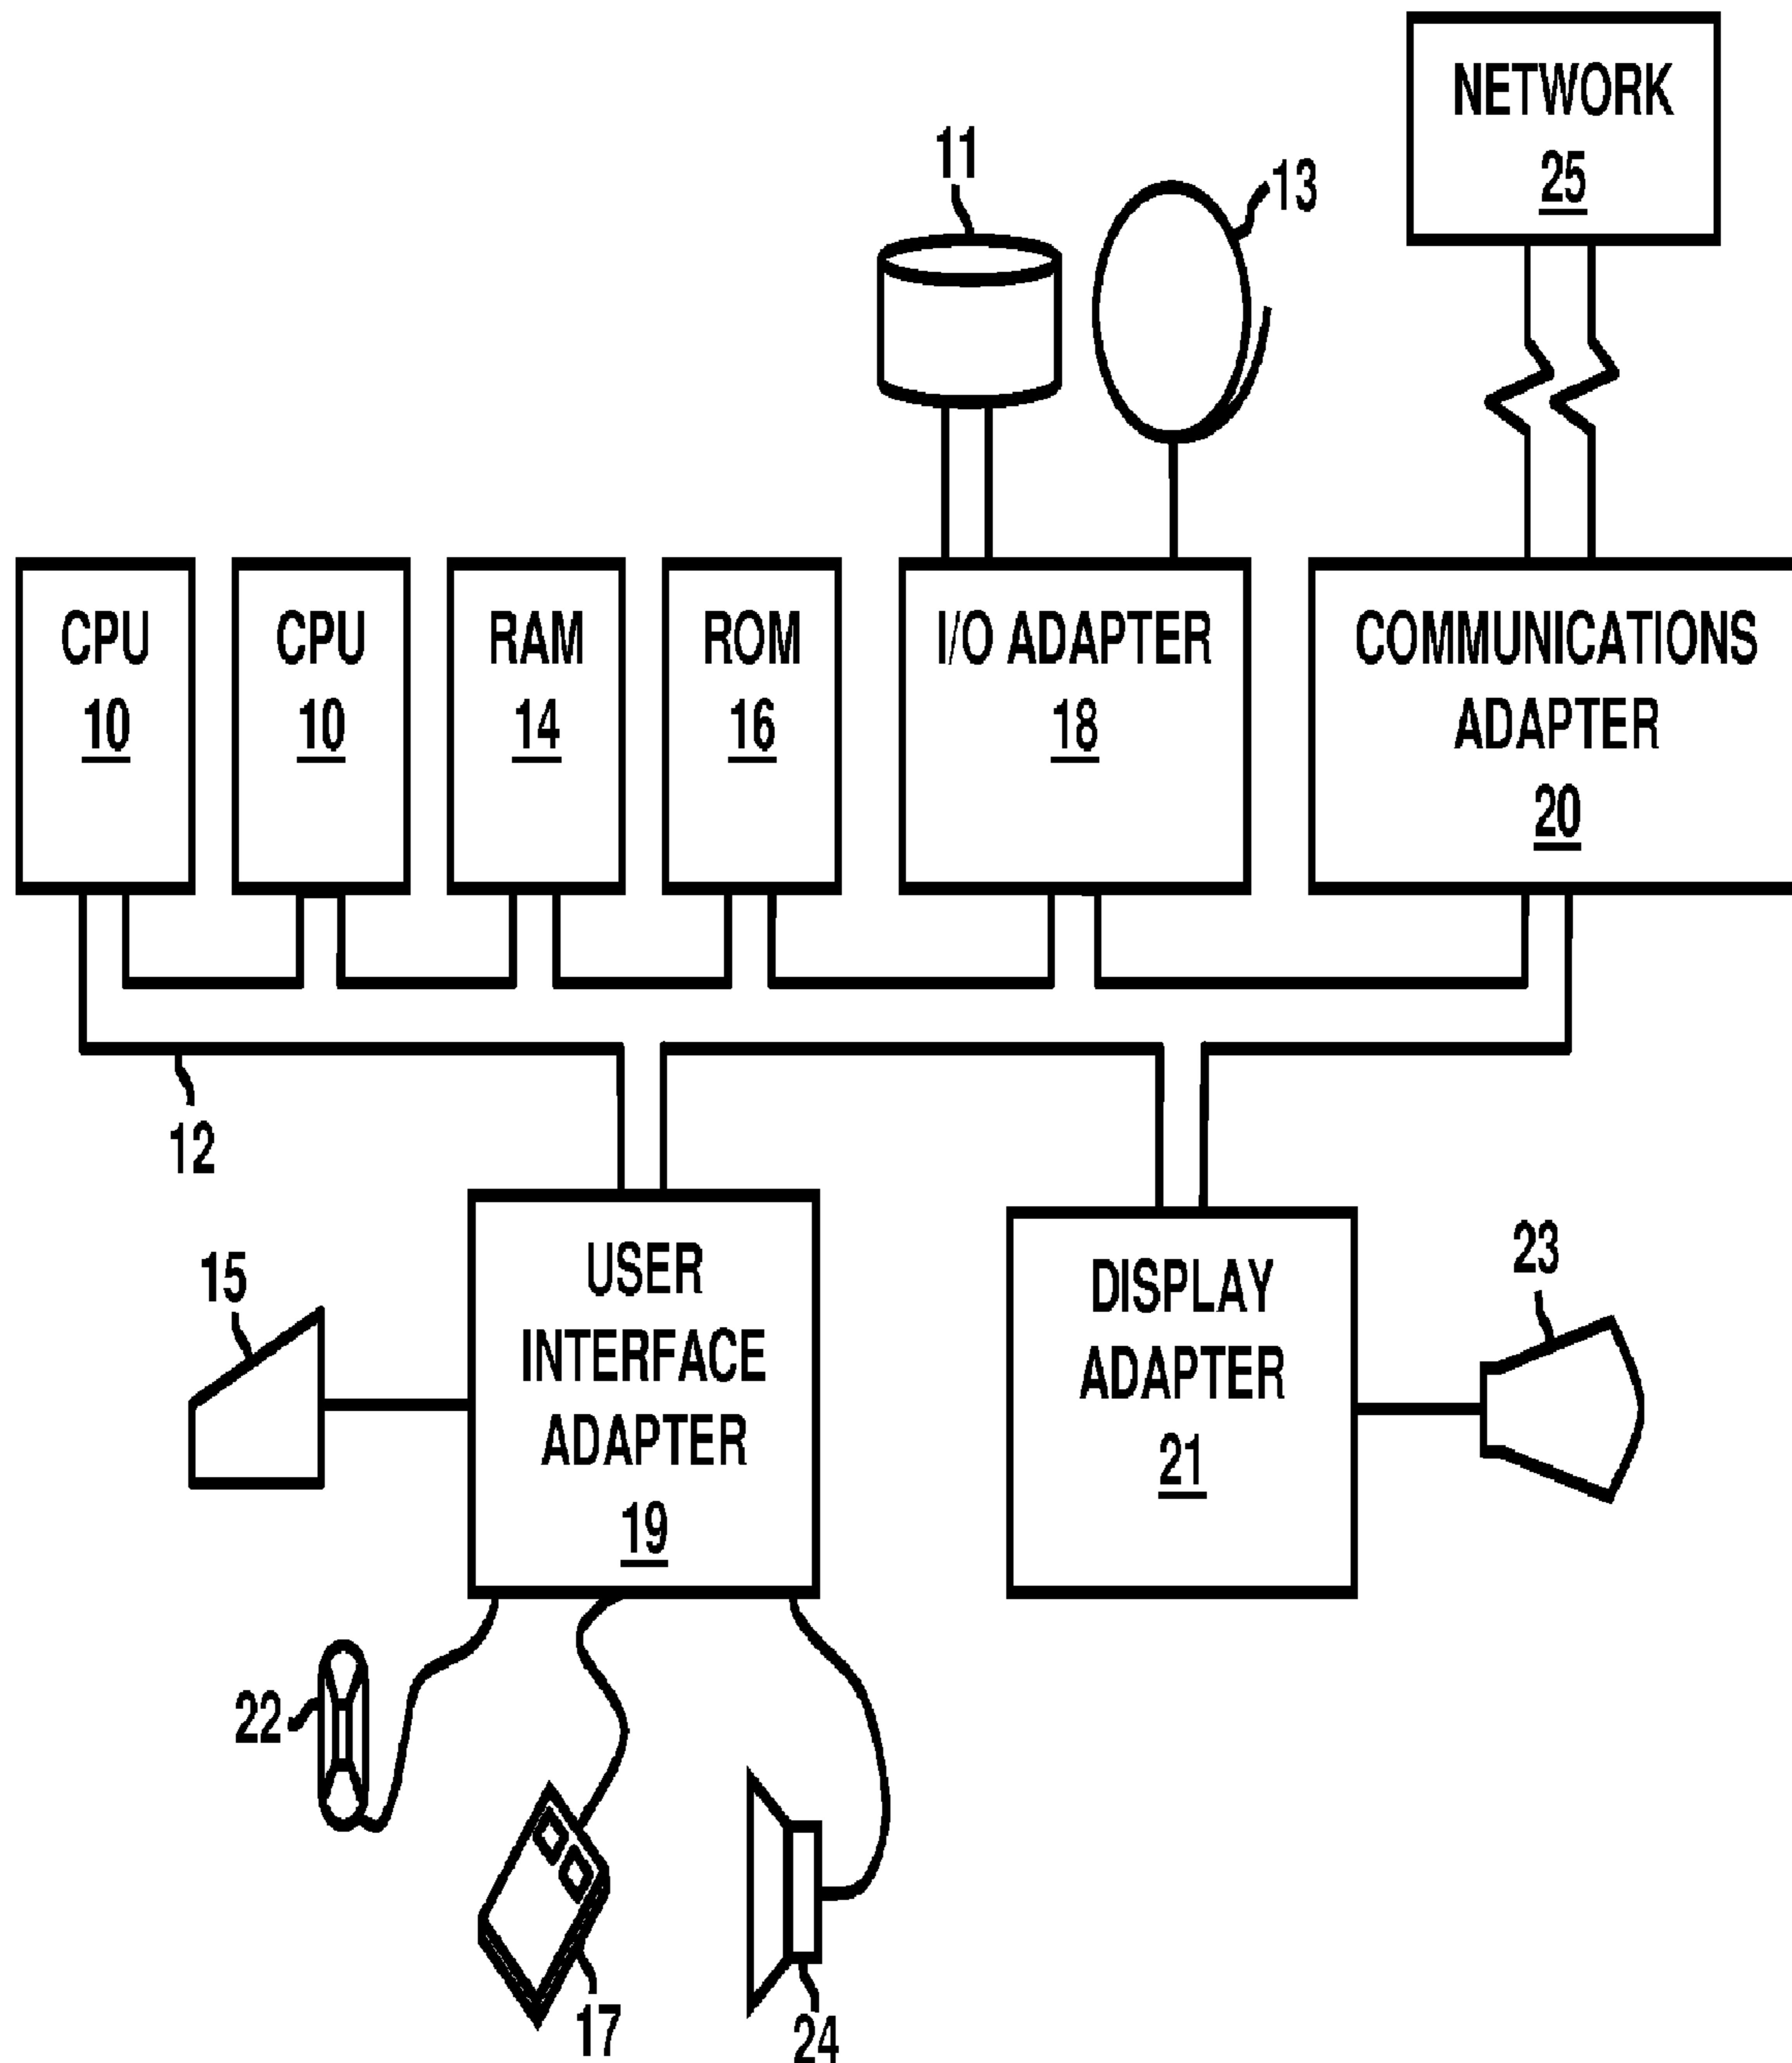 NETWORK
25
11
13
CPU
10
CPU
10
RAM
14
ROM
16
I/O ADAPTER
18
COMMUNICATIONS
ADAPTER
20
12
15
USER
INTERFACE
ADAPTER
19
DISPLAY
ADAPTER
21
23
22
17
24